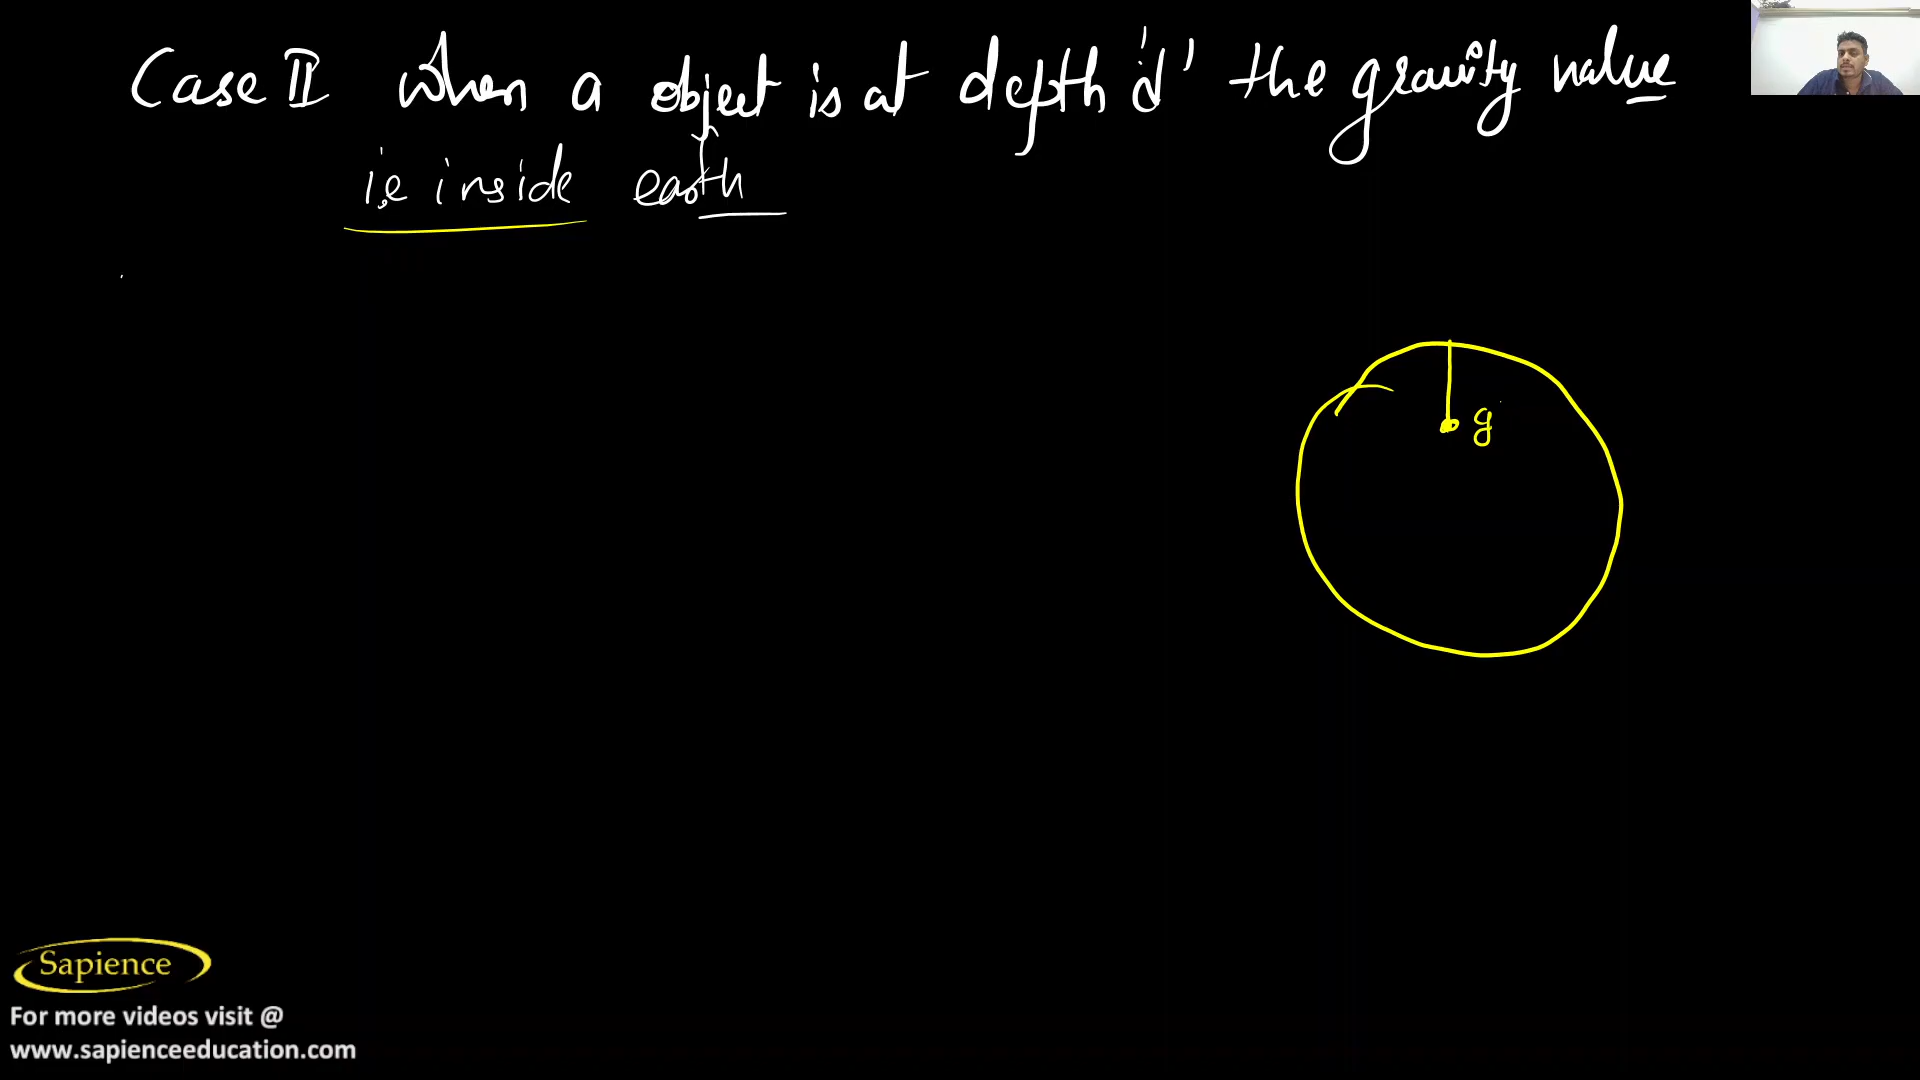 Case II when a object is at depth 'd' the gravity value
i.e inside earth
g
Sapience
For more videos visit @
www.sapienceeducation.com